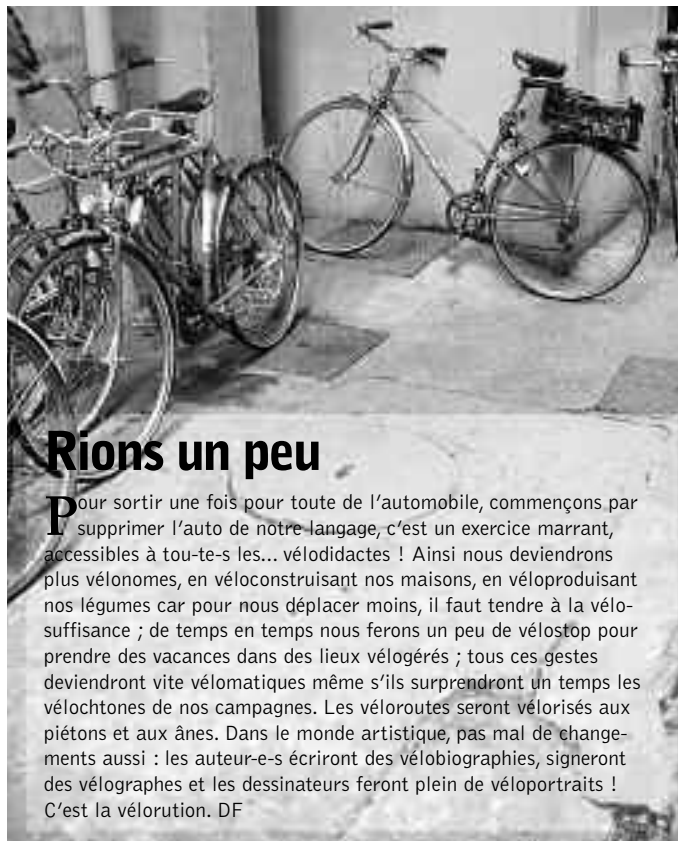 Rions un peu
Pour sortir une fois pour toute de l'automobile, commençons par
supprimer l'auto de notre langage, c'est un exercice marrant,
accessibles à tou-te-s les... vélodidactes ! Ainsi nous deviendrons
plus vélonomes, en véloconstruisant nos maisons, en véloproduisant
nos légumes car pour nous déplacer moins, il faut tendre à la vélo-
suffisance ; de temps en temps nous ferons un peu de vélostop pour
prendre des vacances dans des lieux vélogérés ; tous ces gestes
deviendront vite vélomatiques même s'ils surprendront un temps les
vélochtones de nos campagnes. Les véloroutes seront vélorisés aux
piétons et aux ânes. Dans le monde artistique, pas mal de change-
ments aussi : les auteur-e-s écriront des vélobiographies, signeront
des vélographes et les dessinateurs feront plein de véloportraits !
C'est la vélorution. DF